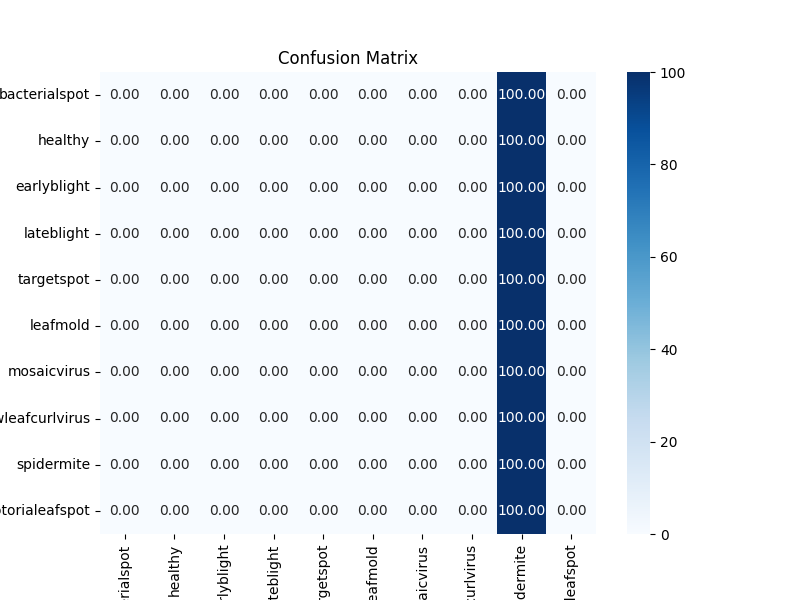 Confusion Matrix
bacterialspot 0.00 0.00 0.00 0.00 0.00 0.00 0.00 0.00 100.00 0.00
healthy 0.00 0.00 0.00 0.00 0.00 0.00 0.00 0.00 100.00 0.00
earlyblight 0.00 0.00 0.00 0.00 0.00 0.00 0.00 0.00 100.00 0.00
lateblight 0.00 0.00 0.00 0.00 0.00 0.00 0.00 0.00 100.00 0.00
targetspot 0.00 0.00 0.00 0.00 0.00 0.00 0.00 0.00 100.00 0.00
leafmold 0.00 0.00 0.00 0.00 0.00 0.00 0.00 0.00 100.00 0.00
mosaicvirus 0.00 0.00 0.00 0.00 0.00 0.00 0.00 0.00 100.00 0.00
wleafcurlvirus 0.00 0.00 0.00 0.00 0.00 0.00 0.00 0.00 100.00 0.00
spidermite 0.00 0.00 0.00 0.00 0.00 0.00 0.00 0.00 100.00 0.00
torialeafspot 0.00 0.00 0.00 0.00 0.00 0.00 0.00 0.00 100.00 0.00
rialspot
healthy
rlyblight
teblight
rgetspot
eafmold
aicvirus
urlvirus
dermite
leafspot
100
80
60
40
20
0